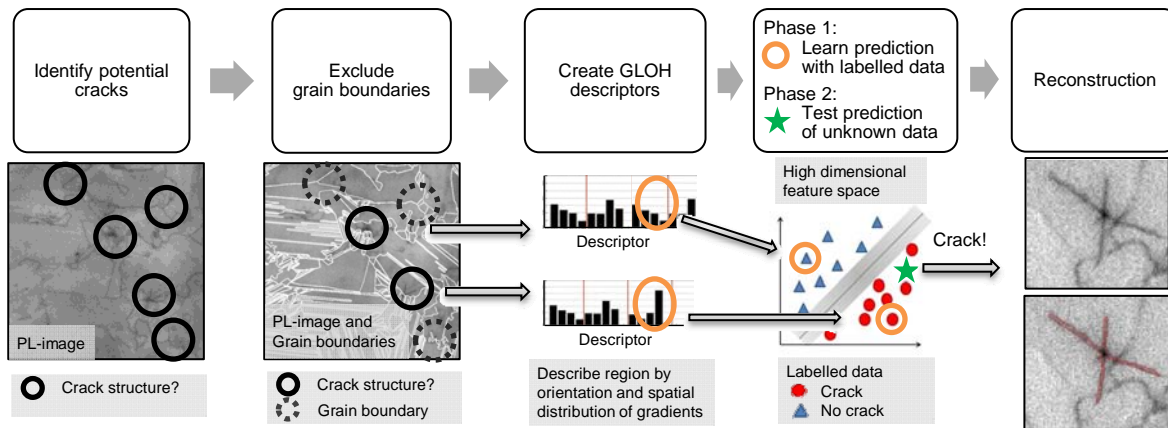 Identify potential
cracks
Exclude
grain boundaries
Create GLOH
descriptors
Phase 1:
Learn prediction
with labelled data
Phase 2:
Test prediction
of unknown data
Reconstruction
PL-image
Crack structure?
PL-image and
Grain boundaries
Crack structure?
Grain boundary
Descriptor
Descriptor
Describe region by
orientation and spatial
distribution of gradients
High dimensional
feature space
Crack!
Labelled data
Crack
No crack